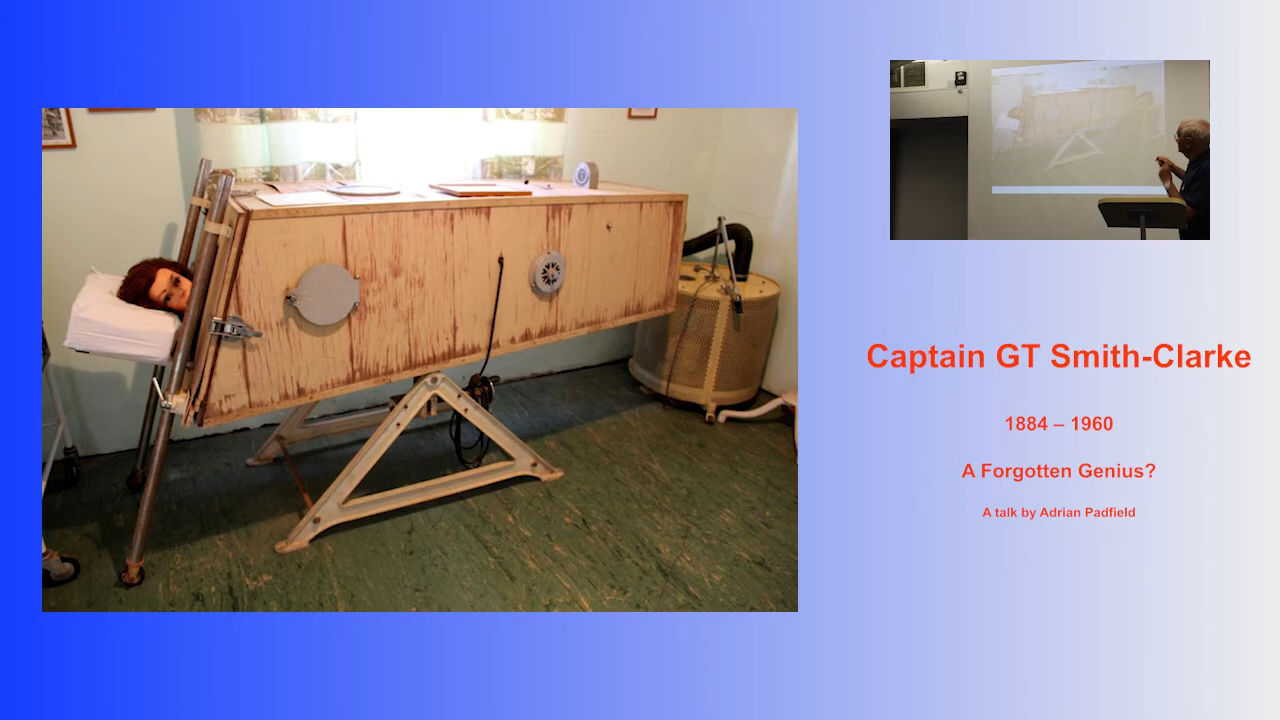 Captain GT Smith-Clarke
1884 – 1960
A Forgotten Genius?
A talk by Adrian Padfield